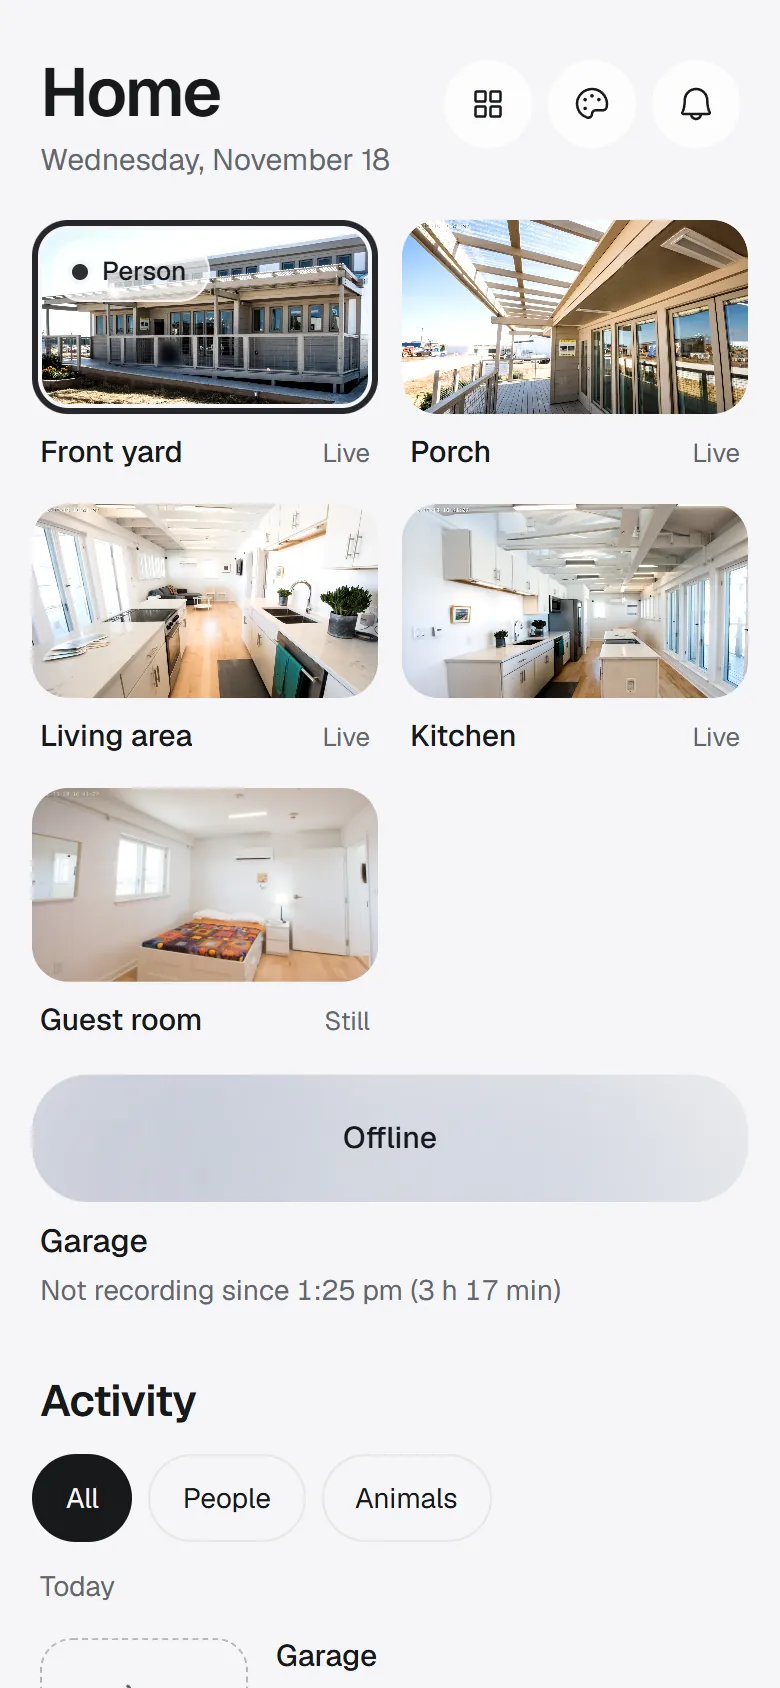 Home
Wednesday, November 18
Person
Front yard
Live
Porch
Live
Living area
Live
Kitchen
Live
Guest room
Still
Offline
Garage
Not recording since 1:25 pm (3 h 17 min)
Activity
All
People
Animals
Today
Garage